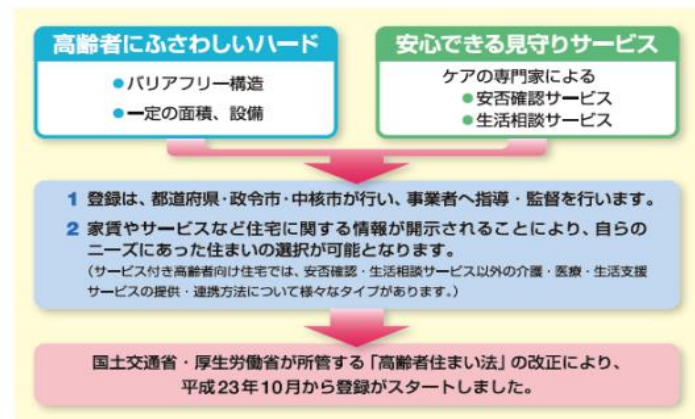 高齢者にふさわしいハード
●バリアフリー構造
●一定の面積、設備
安心できる見守りサービス
ケアの専門家による
●安否確認サービス
●生活相談サービス
1 登録は、都道府県・政令市・中核市が行い、事業者へ指導・監督を行います。
2 家賃やサービスなど住宅に関する情報が開示されることにより、自らの
ニーズにあった住まいの選択が可能となります。
(サービス付き高齢者向け住宅では、安否確認・生活相談サービス以外の介護・医療・生活支援
サービスの提供・連携方法について様々なタイプがあります。)
国土交通省・厚生労働省が所管する「高齢者住まい法」の改正により、
平成23年10月から登録がスタートしました。